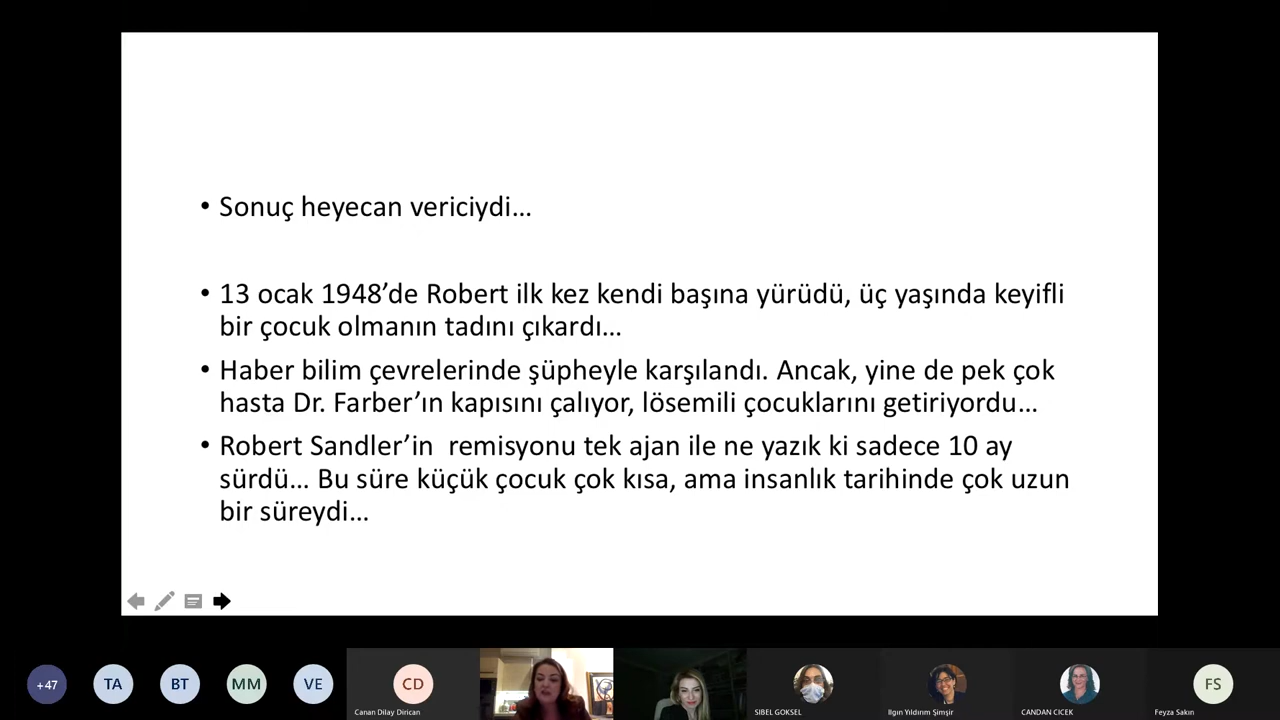 • Sonuç heyecan vericiydi…
• 13 ocak 1948’de Robert ilk kez kendi başına yürüdü, üç yaşında keyifli
bir çocuk olmanın tadını çıkardı…
• Haber bilim çevrelerinde şüpheyle karşılandı. Ancak, yine de pek çok
hasta Dr. Farber’ın kapısını çalıyor, lösemili çocuklarını getiriyordu…
• Robert Sandler’in  remisyonu tek ajan ile ne yazık ki sadece 10 ay
sürdü… Bu süre küçük çocuk çok kısa, ama insanlık tarihinde çok uzun
bir süreydi…
+47 TA BT MM VE CD FS
Canan Dilay Dirican SIBEL GOKSEL Ilgın Yıldırım Şimşir CANDAN CICEK Feyza Sakın